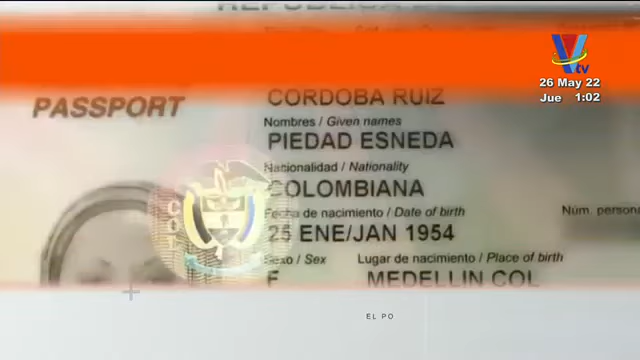 PASSPORT
CORDOBA RUIZ
Nombres / Given names
PIEDAD ESNEDA
Nacionalidad / Nationality
COLOMBIANA
Fecha de nacimiento / Date of birth
25 ENE/JAN 1954
Sexo / Sex
Lugar de nacimiento / Place of birth
F
MEDELLIN COL
Núm. persona
Vtv
26 May 22
Jue 1:02
EL PO